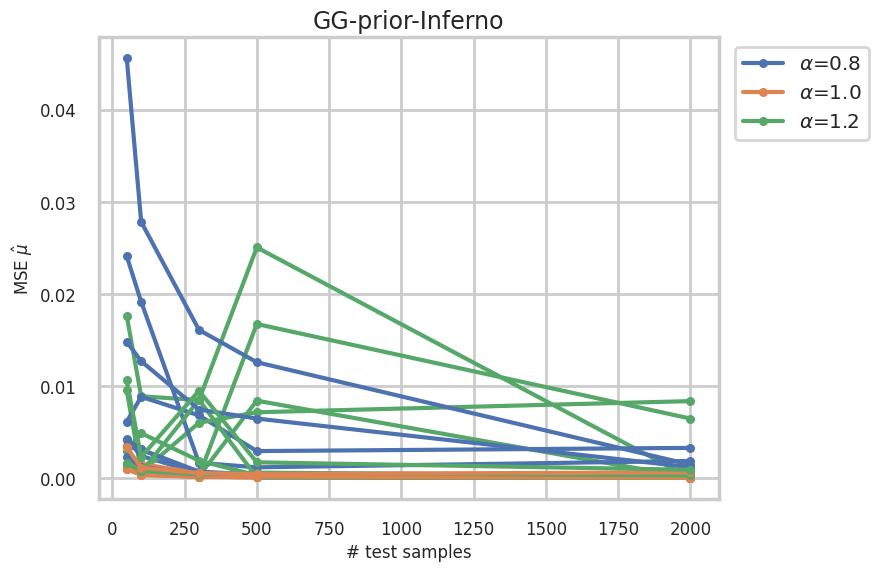 GG-prior-Inferno
α=0.8
α=1.0
α=1.2
0.04
0.03
0.02
0.01
0.00
MSE μ̂
0 250 500 750 1000 1250 1500 1750 2000
# test samples